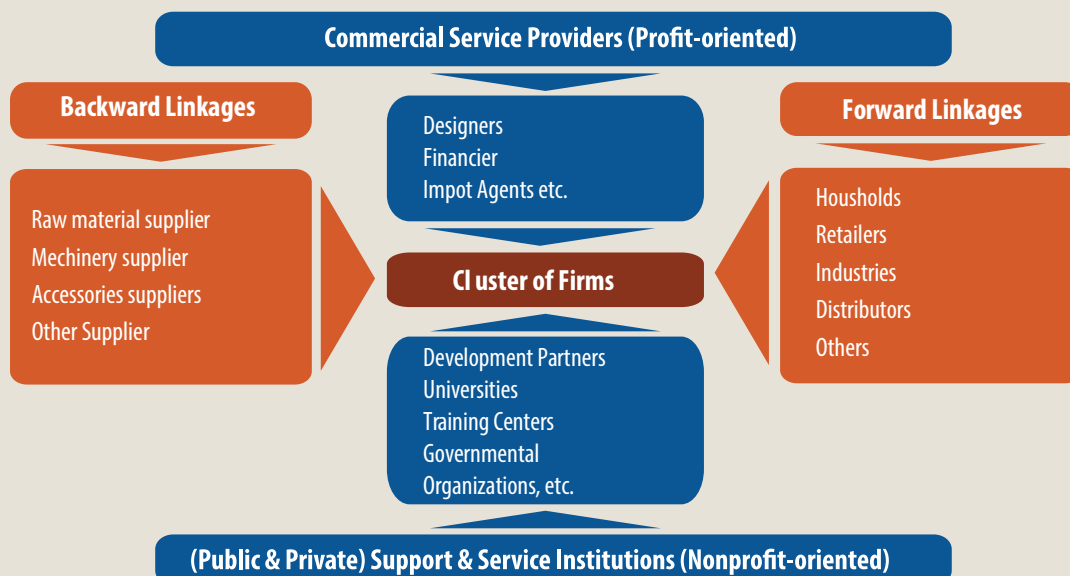 Commercial Service Providers (Profit-oriented)
Backward Linkages
Raw material supplier
Mechinery supplier
Accessories suppliers
Other Supplier
Designers
Financier
Impot Agents etc.
Cl uster of Firms
Development Partners
Universities
Training Centers
Governmental
Organizations, etc.
Forward Linkages
Housholds
Retailers
Industries
Distributors
Others
(Public & Private) Support & Service Institutions (Nonprofit-oriented)